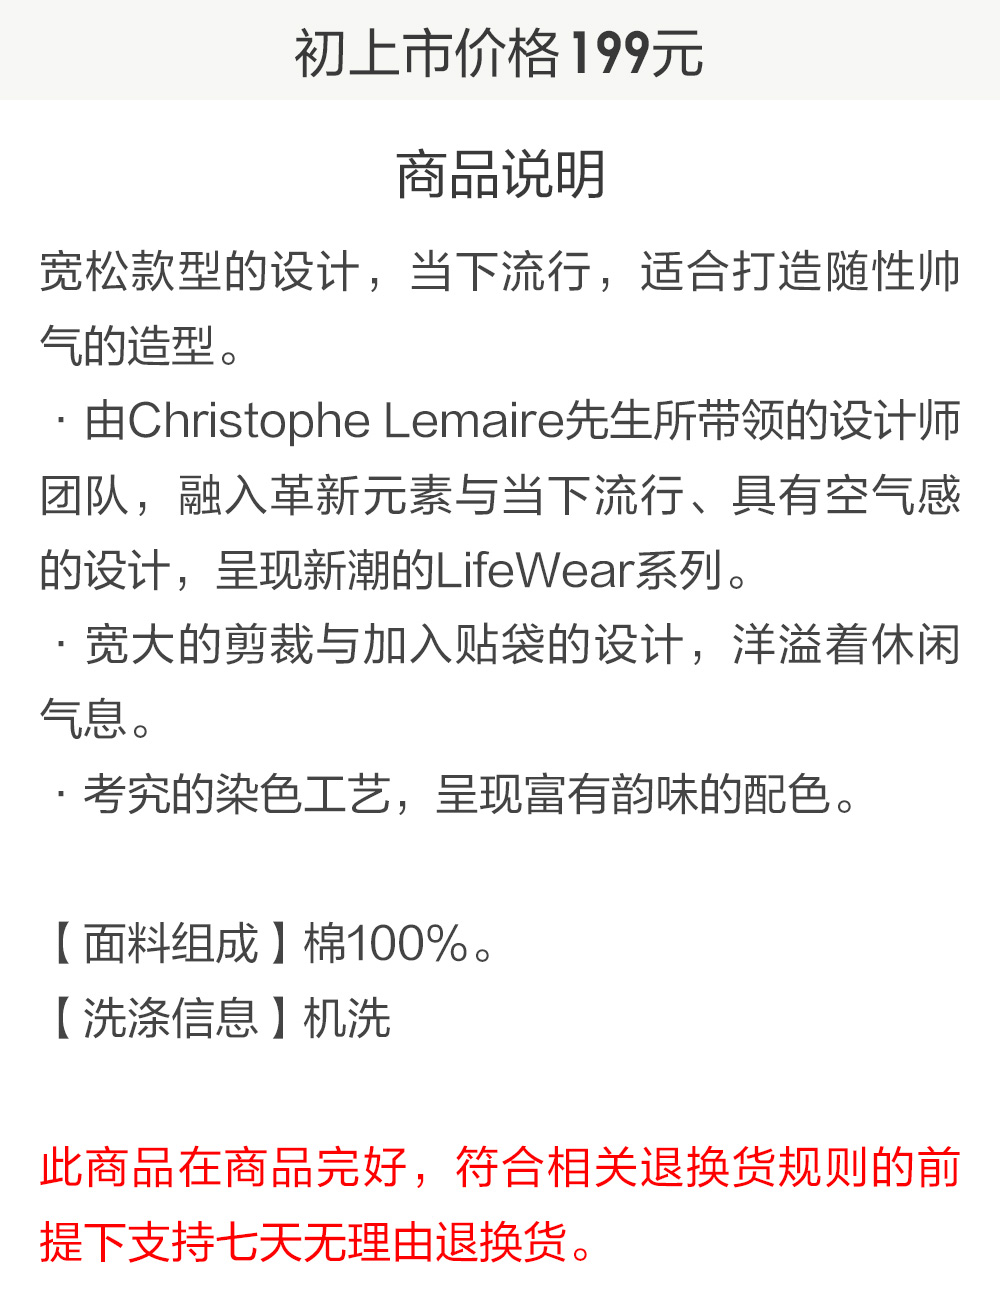 初上市价格199元
商品说明
宽松款型的设计，当下流行，适合打造随性帅
气的造型。
·由Christophe Lemaire先生所带领的设计师
团队，融入革新元素与当下流行、具有空气感
的设计，呈现新潮的LifeWear系列。
·宽大的剪裁与加入贴袋的设计，洋溢着休闲
气息。
·考究的染色工艺，呈现富有韵味的配色。
【面料组成】棉100%。
【洗涤信息】机洗
此商品在商品完好，符合相关退换货规则的前
提下支持七天无理由退换货。